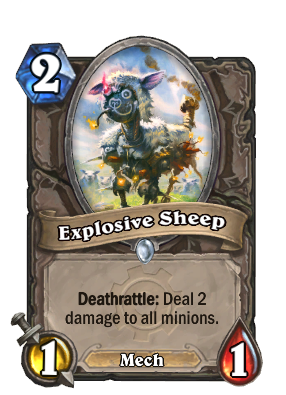 2
Explosive Sheep
Deathrattle: Deal 2
damage to all minions.
1
Mech
1